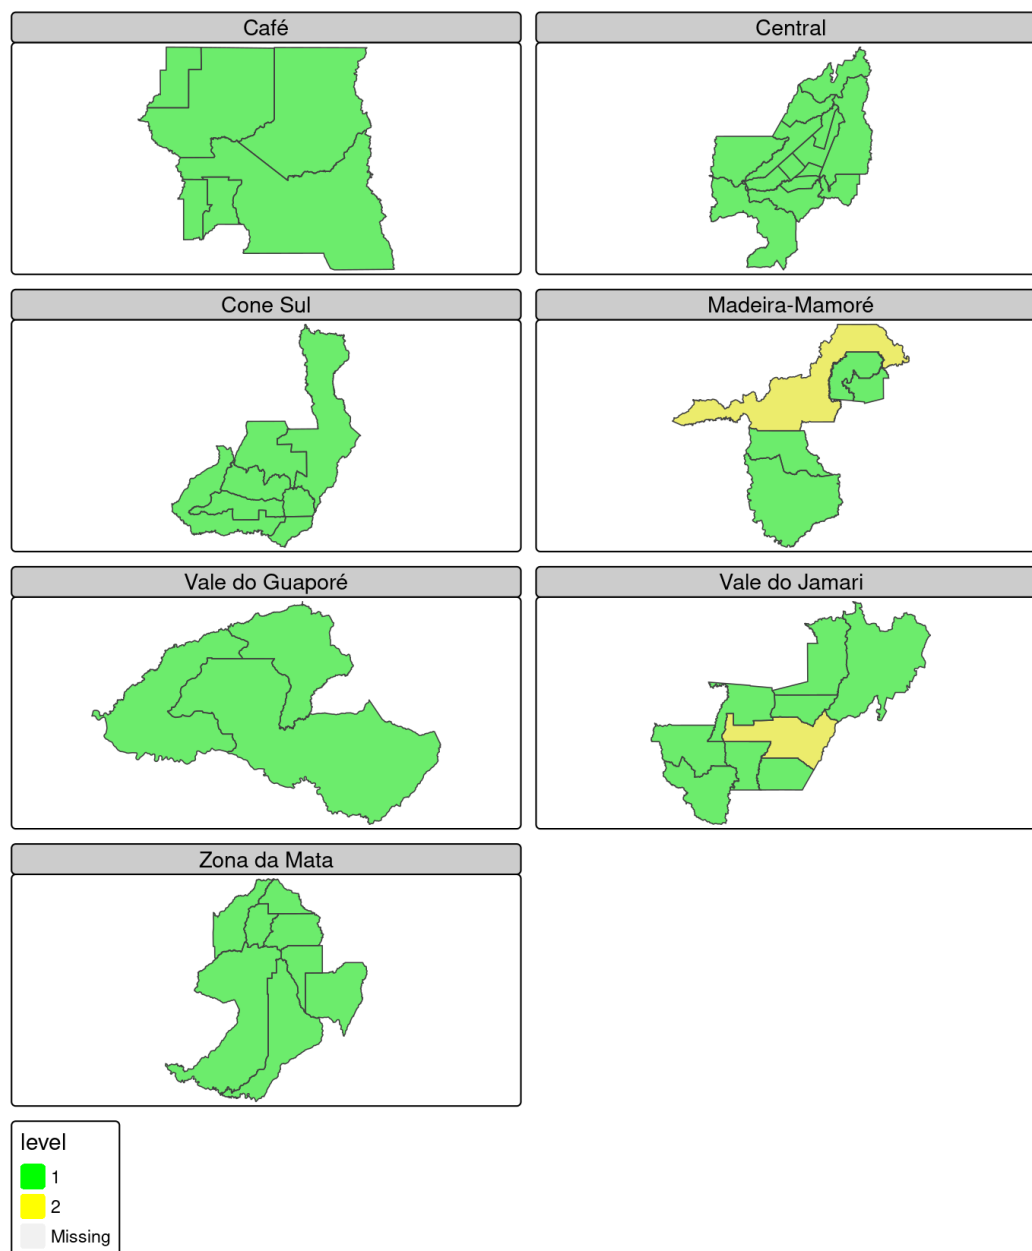 Café
Central
Cone Sul
Madeira-Mamoré
Vale do Guaporé
Vale do Jamari
Zona da Mata
level
1
2
Missing